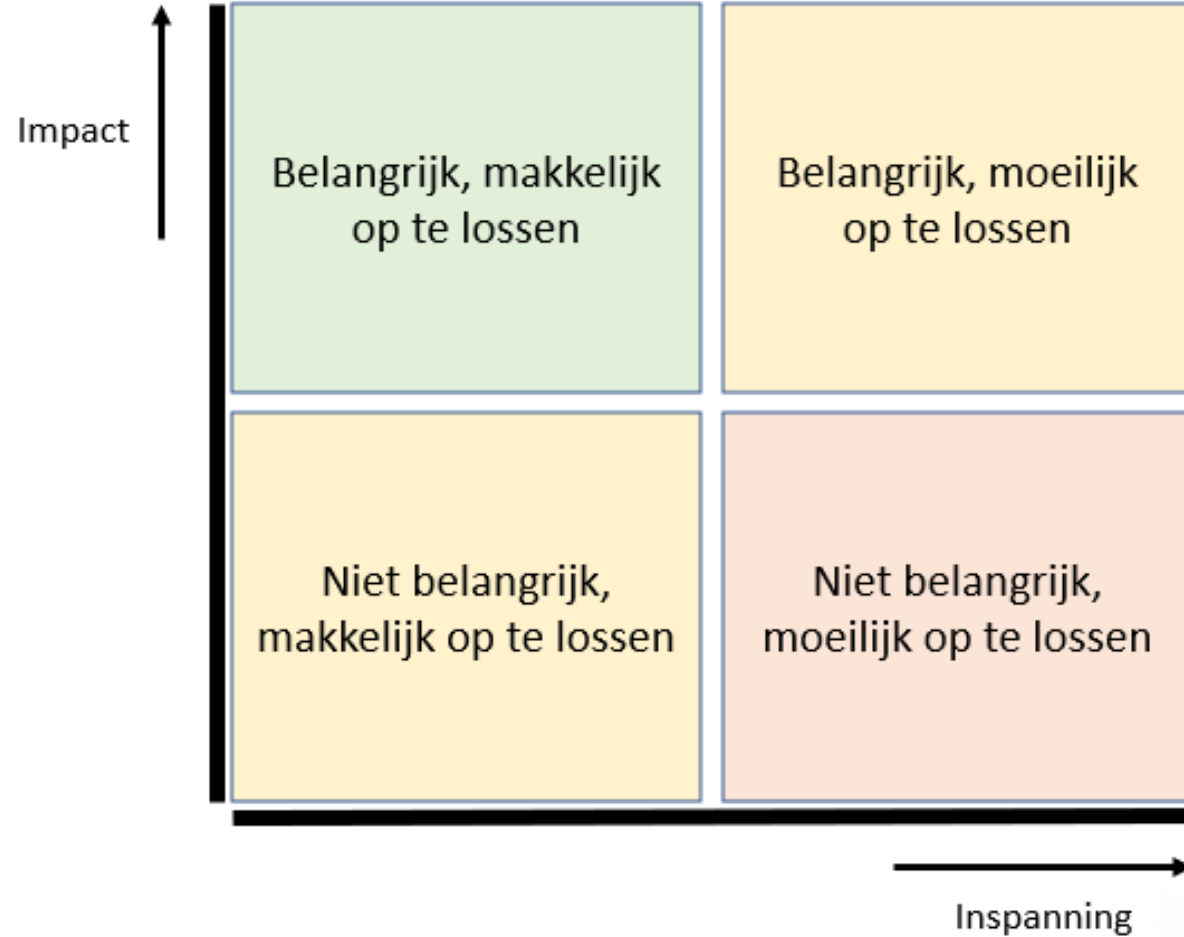 Impact
Belangrijk, makkelijk
op te lossen
Belangrijk, moeilijk
op te lossen
Niet belangrijk,
makkelijk op te lossen
Niet belangrijk,
moeilijk op te lossen
Inspanning